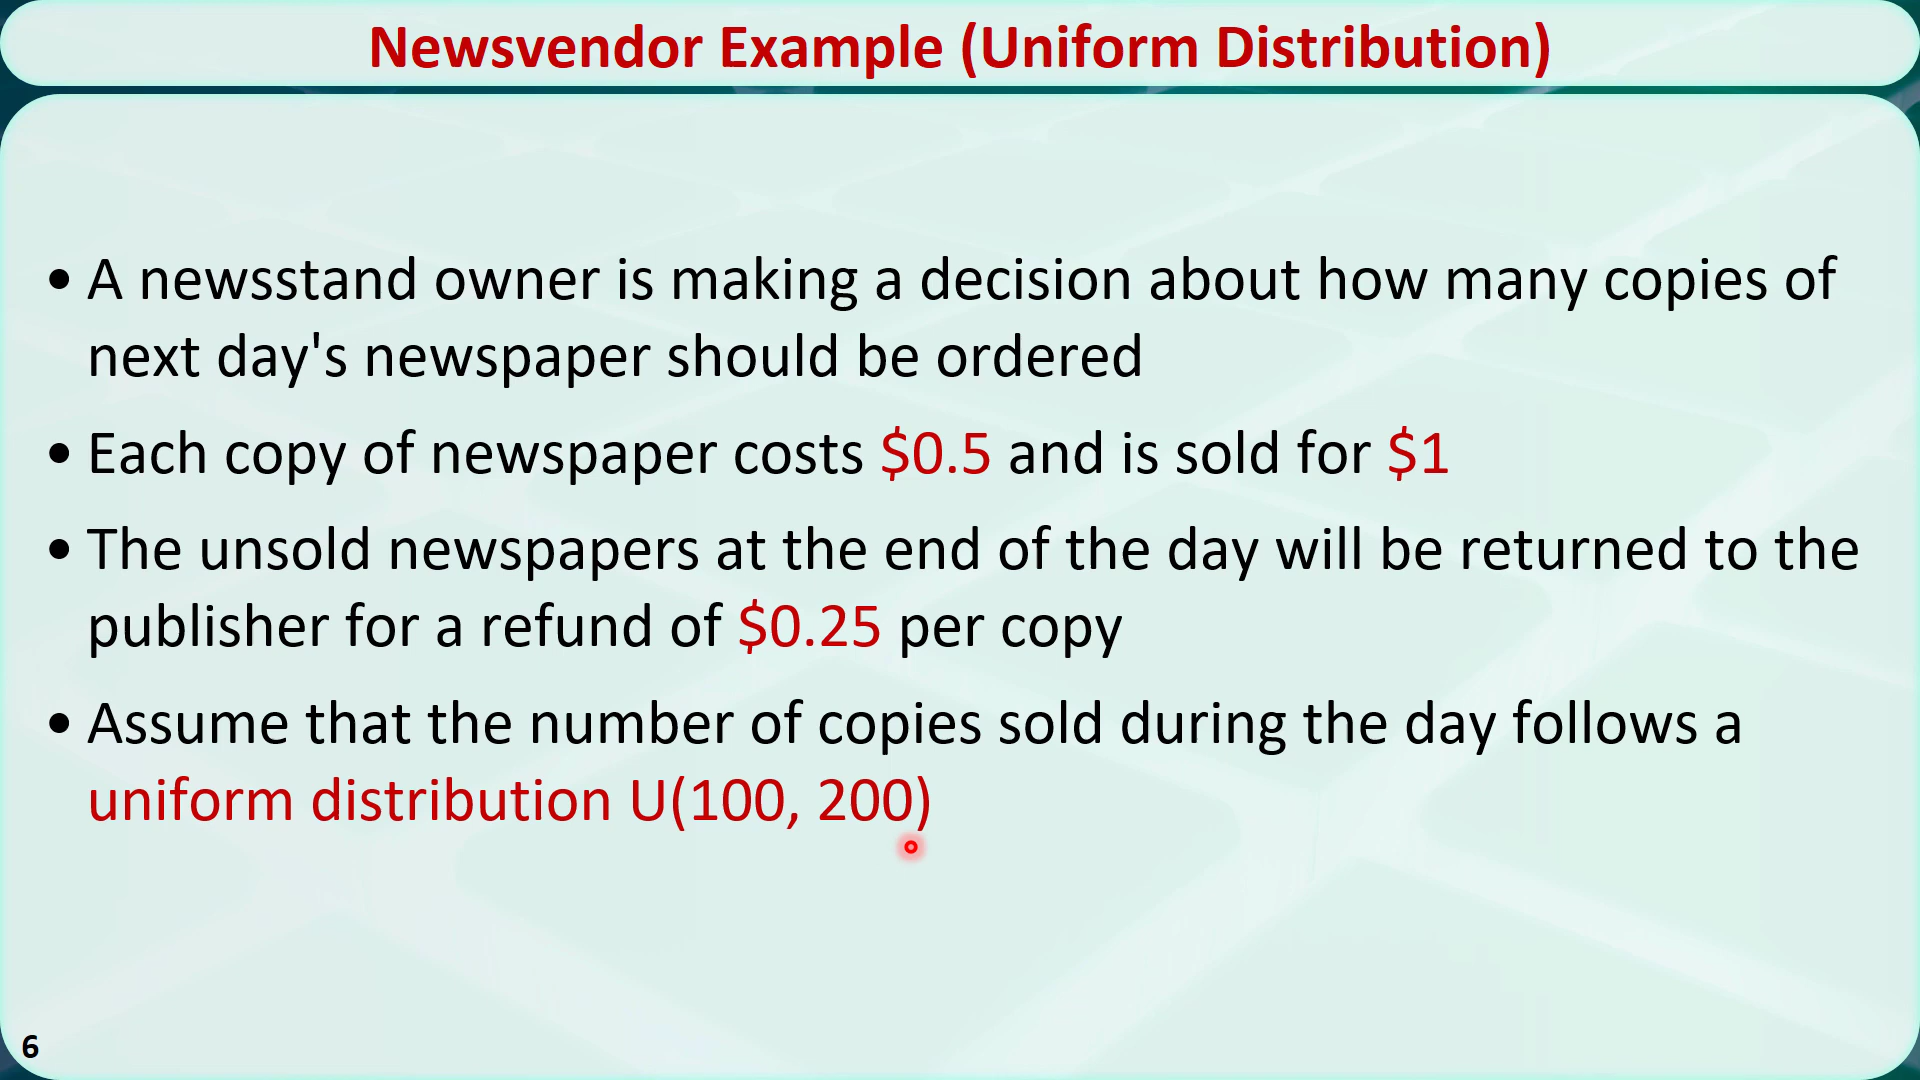 Newsvendor Example (Uniform Distribution)
• A newsstand owner is making a decision about how many copies of
next day's newspaper should be ordered
• Each copy of newspaper costs $0.5 and is sold for $1
• The unsold newspapers at the end of the day will be returned to the
publisher for a refund of $0.25 per copy
• Assume that the number of copies sold during the day follows a
uniform distribution U(100, 200)
6